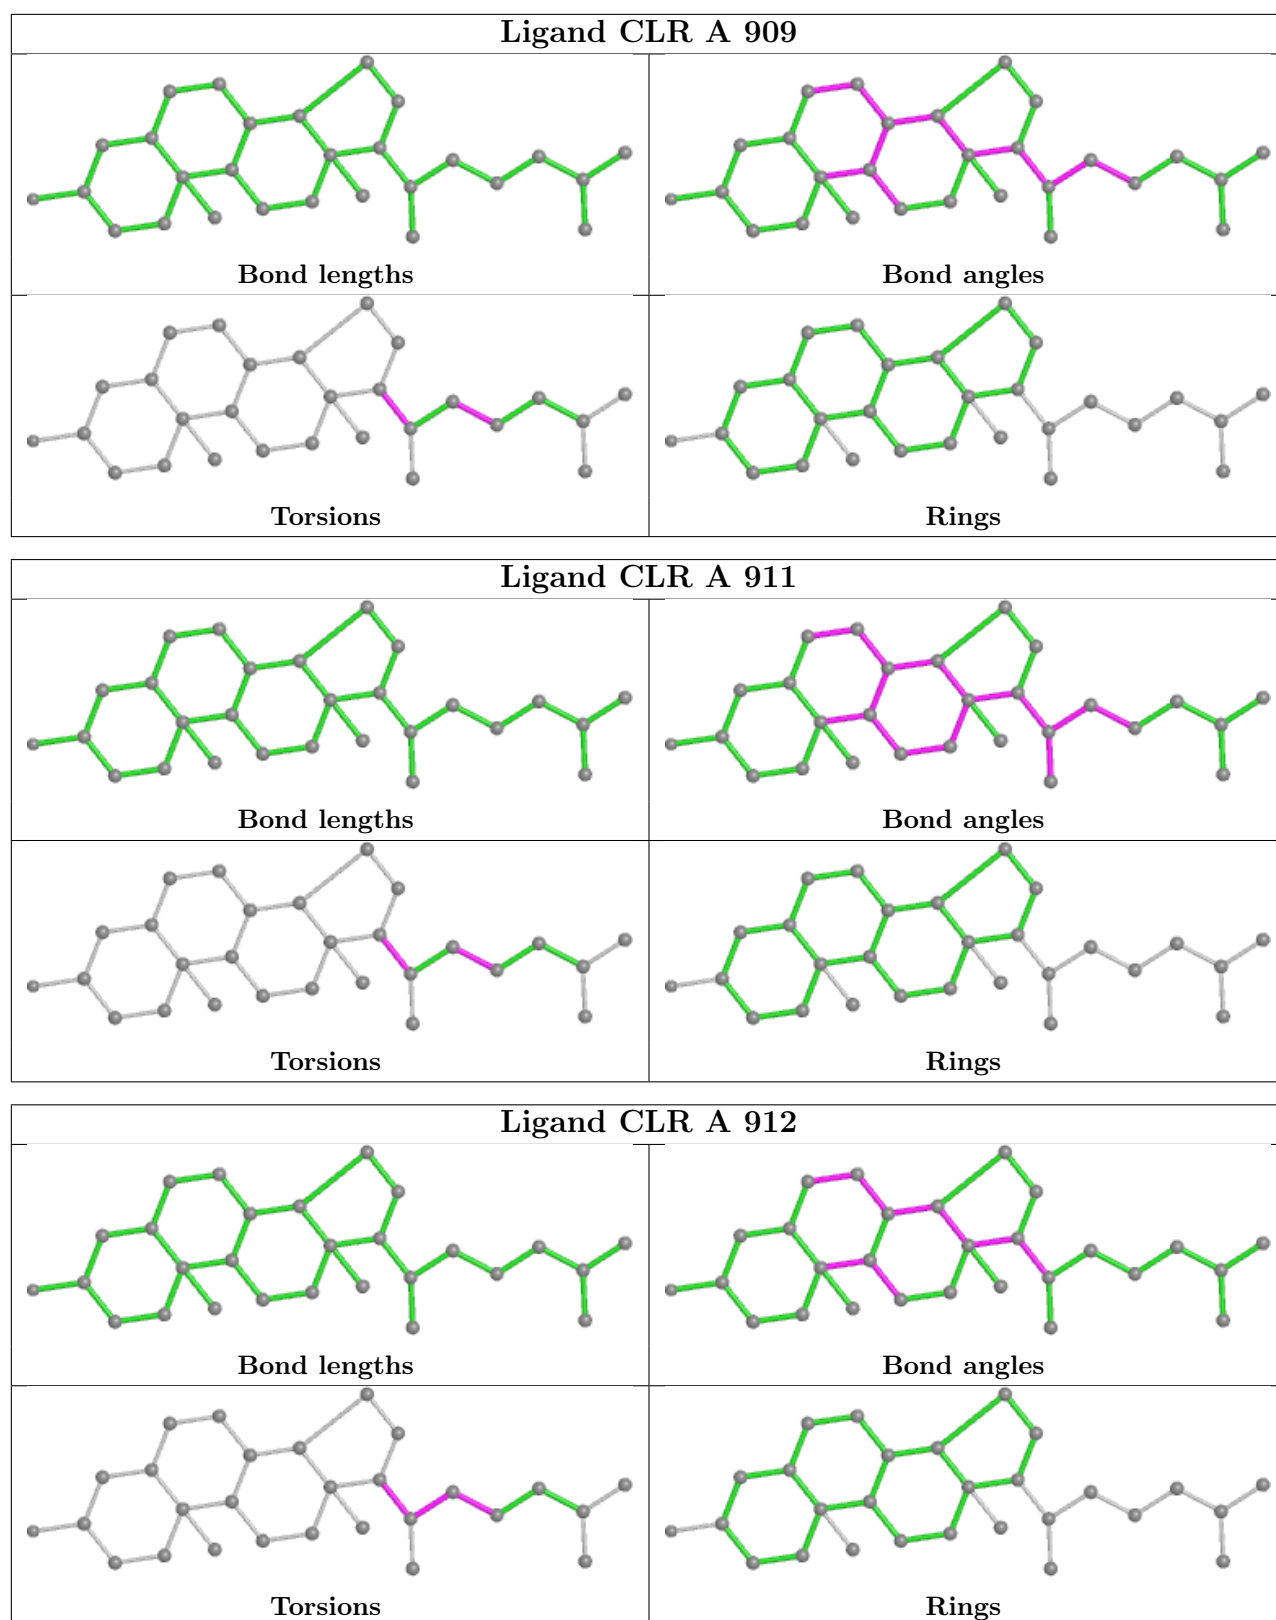 Ligand CLR A 909
Bond lengths
Bond angles
Torsions
Rings
Ligand CLR A 911
Bond lengths
Bond angles
Torsions
Rings
Ligand CLR A 912
Bond lengths
Bond angles
Torsions
Rings